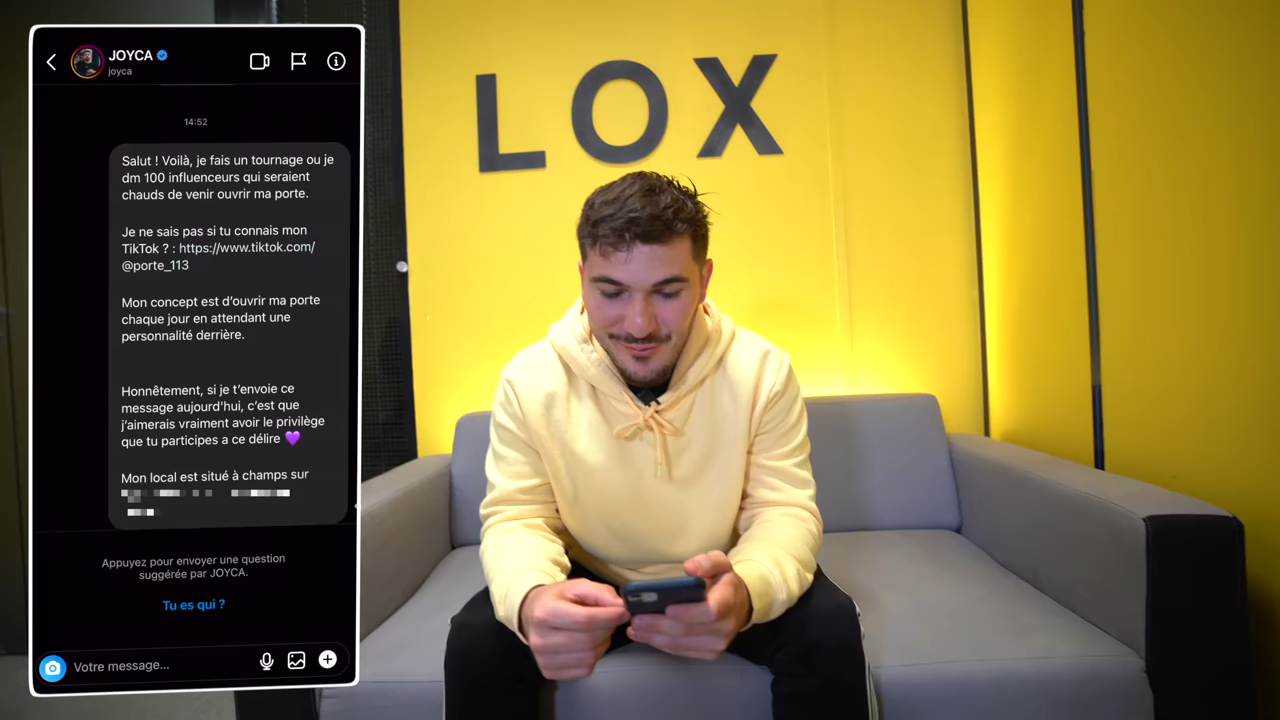 JOYCA
joyca
14:52
Salut ! Voilà, je fais un tournage ou je
dm 100 influenceurs qui seraient
chauds de venir ouvrir ma porte.
Je ne sais pas si tu connais mon
TikTok ? : https://www.tiktok.com/
@porte_113
Mon concept est d'ouvrir ma porte
chaque jour en attendant une
personnalité derrière.
Honnêtement, si je t'envoie ce
message aujourd'hui, c'est que
j'aimerais vraiment avoir le privilège
que tu participes a ce délire 💜
Mon local est situé à champs sur
Appuyez pour envoyer une question
suggérée par JOYCA.
Tu es qui ?
Votre message...
LOX